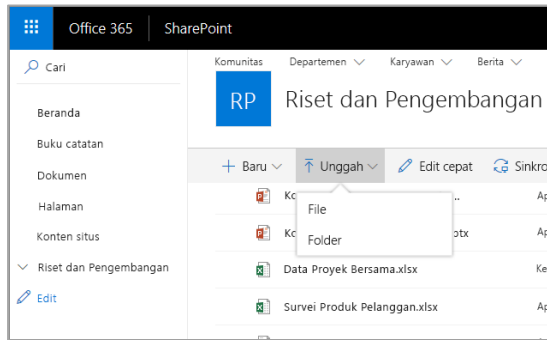 Office 365 SharePoint
Cari
Beranda
Buku catatan
Dokumen
Halaman
Konten situs
Riset dan Pengembangan
Edit
Komunitas Departemen Karyawan Berita
RP Riset dan Pengembangan
+ Baru Unggah Edit cepat Sinkro
File
Folder
Data Proyek Bersama.xlsx
Survei Produk Pelanggan.xlsx